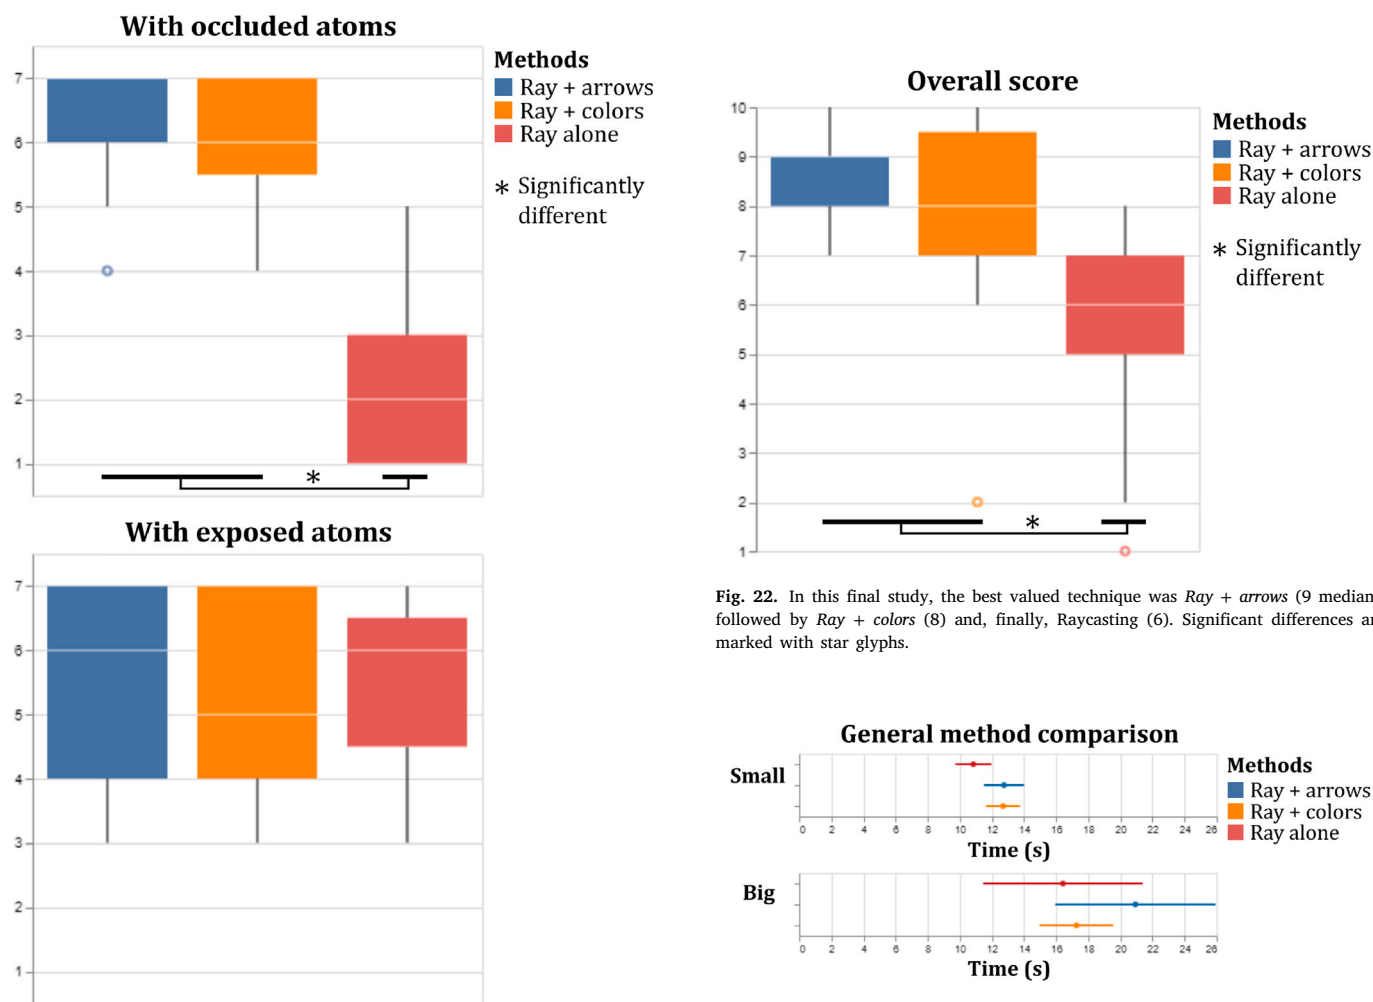 With occluded atoms
Methods
Ray + arrows
Ray + colors
Ray alone
* Significantly
different
7
6
5
4
3
2
1
*
With exposed atoms
7
6
5
4
3
2
1
Overall score
Methods
Ray + arrows
Ray + colors
Ray alone
* Significantly
different
10
9
8
7
6
5
4
3
2
1
*
Fig. 22. In this final study, the best valued technique was Ray + arrows (9 median
followed by Ray + colors (8) and, finally, Raycasting (6). Significant differences a
marked with star glyphs.
General method comparison
Small
0 2 4 6 8 10 12 14 16 18 20 22 24 26
Time (s)
Methods
Ray + arrows
Ray + colors
Ray alone
Big
0 2 4 6 8 10 12 14 16 18 20 22 24 26
Time (s)